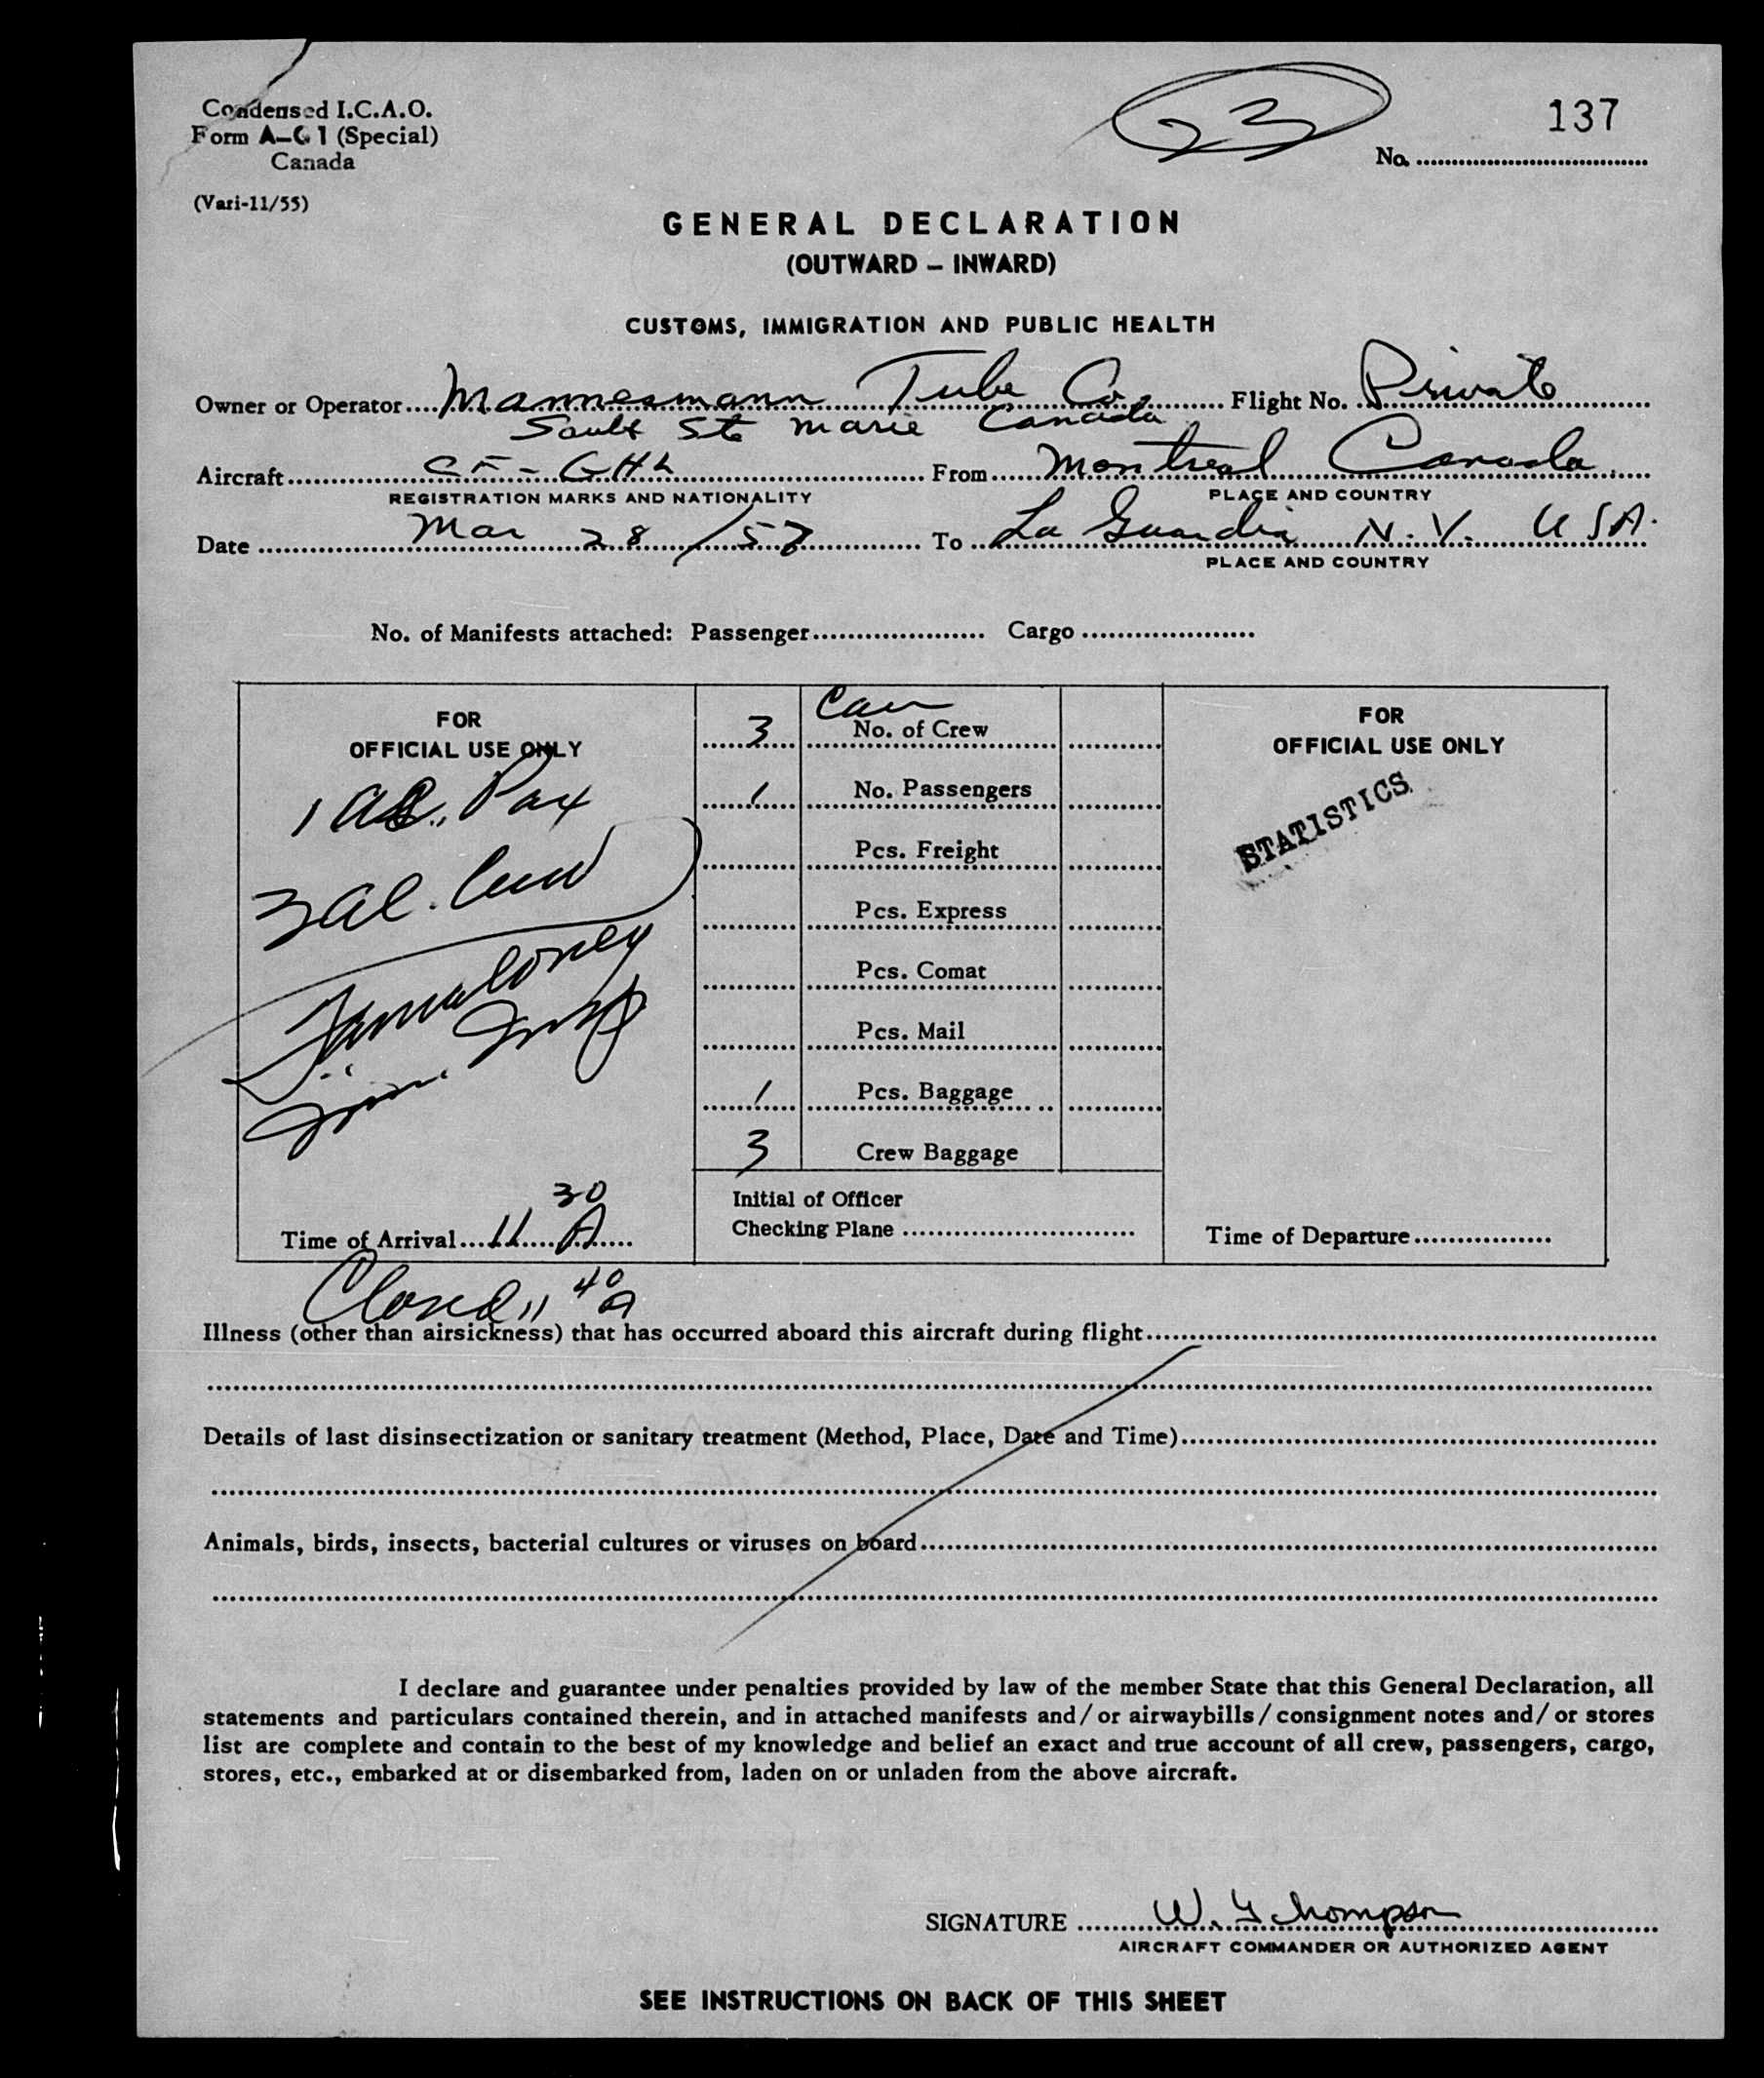 Condensed I.C.A.O.
Form A-G1 (Special)
Canada
(Vari-11/55)
23
137
No.
GENERAL DECLARATION
(OUTWARD – INWARD)
CUSTOMS, IMMIGRATION AND PUBLIC HEALTH
Owner or Operator Mannesmann Tube Co. Flight No. Private
Sault Ste Marie Canada
Aircraft CF-GHL From Montreal Canada
REGISTRATION MARKS AND NATIONALITY PLACE AND COUNTRY
Date Mar 28/57 To La Guardia N.Y. USA.
PLACE AND COUNTRY
No. of Manifests attached: Passenger Cargo
FOR
OFFICIAL USE ONLY
1 Pax
3 al.
Time of Arrival 11 30 A
Closed 11 40 A
3 No. of Crew
1 No. Passengers
Pcs. Freight
Pcs. Express
Pcs. Comat
Pcs. Mail
1 Pcs. Baggage
3 Crew Baggage
Initial of Officer
Checking Plane
FOR
OFFICIAL USE ONLY
STATISTICS
Time of Departure
Illness (other than airsickness) that has occurred aboard this aircraft during flight
Details of last disinsectization or sanitary treatment (Method, Place, Date and Time)
Animals, birds, insects, bacterial cultures or viruses on board
I declare and guarantee under penalties provided by law of the member State that this General Declaration, all
statements and particulars contained therein, and in attached manifests and/or airwaybills/consignment notes and/or stores
list are complete and contain to the best of my knowledge and belief an exact and true account of all crew, passengers, cargo,
stores, etc., embarked at or disembarked from, laden on or unladen from the above aircraft.
SIGNATURE W. Thompson
AIRCRAFT COMMANDER OR AUTHORIZED AGENT
SEE INSTRUCTIONS ON BACK OF THIS SHEET